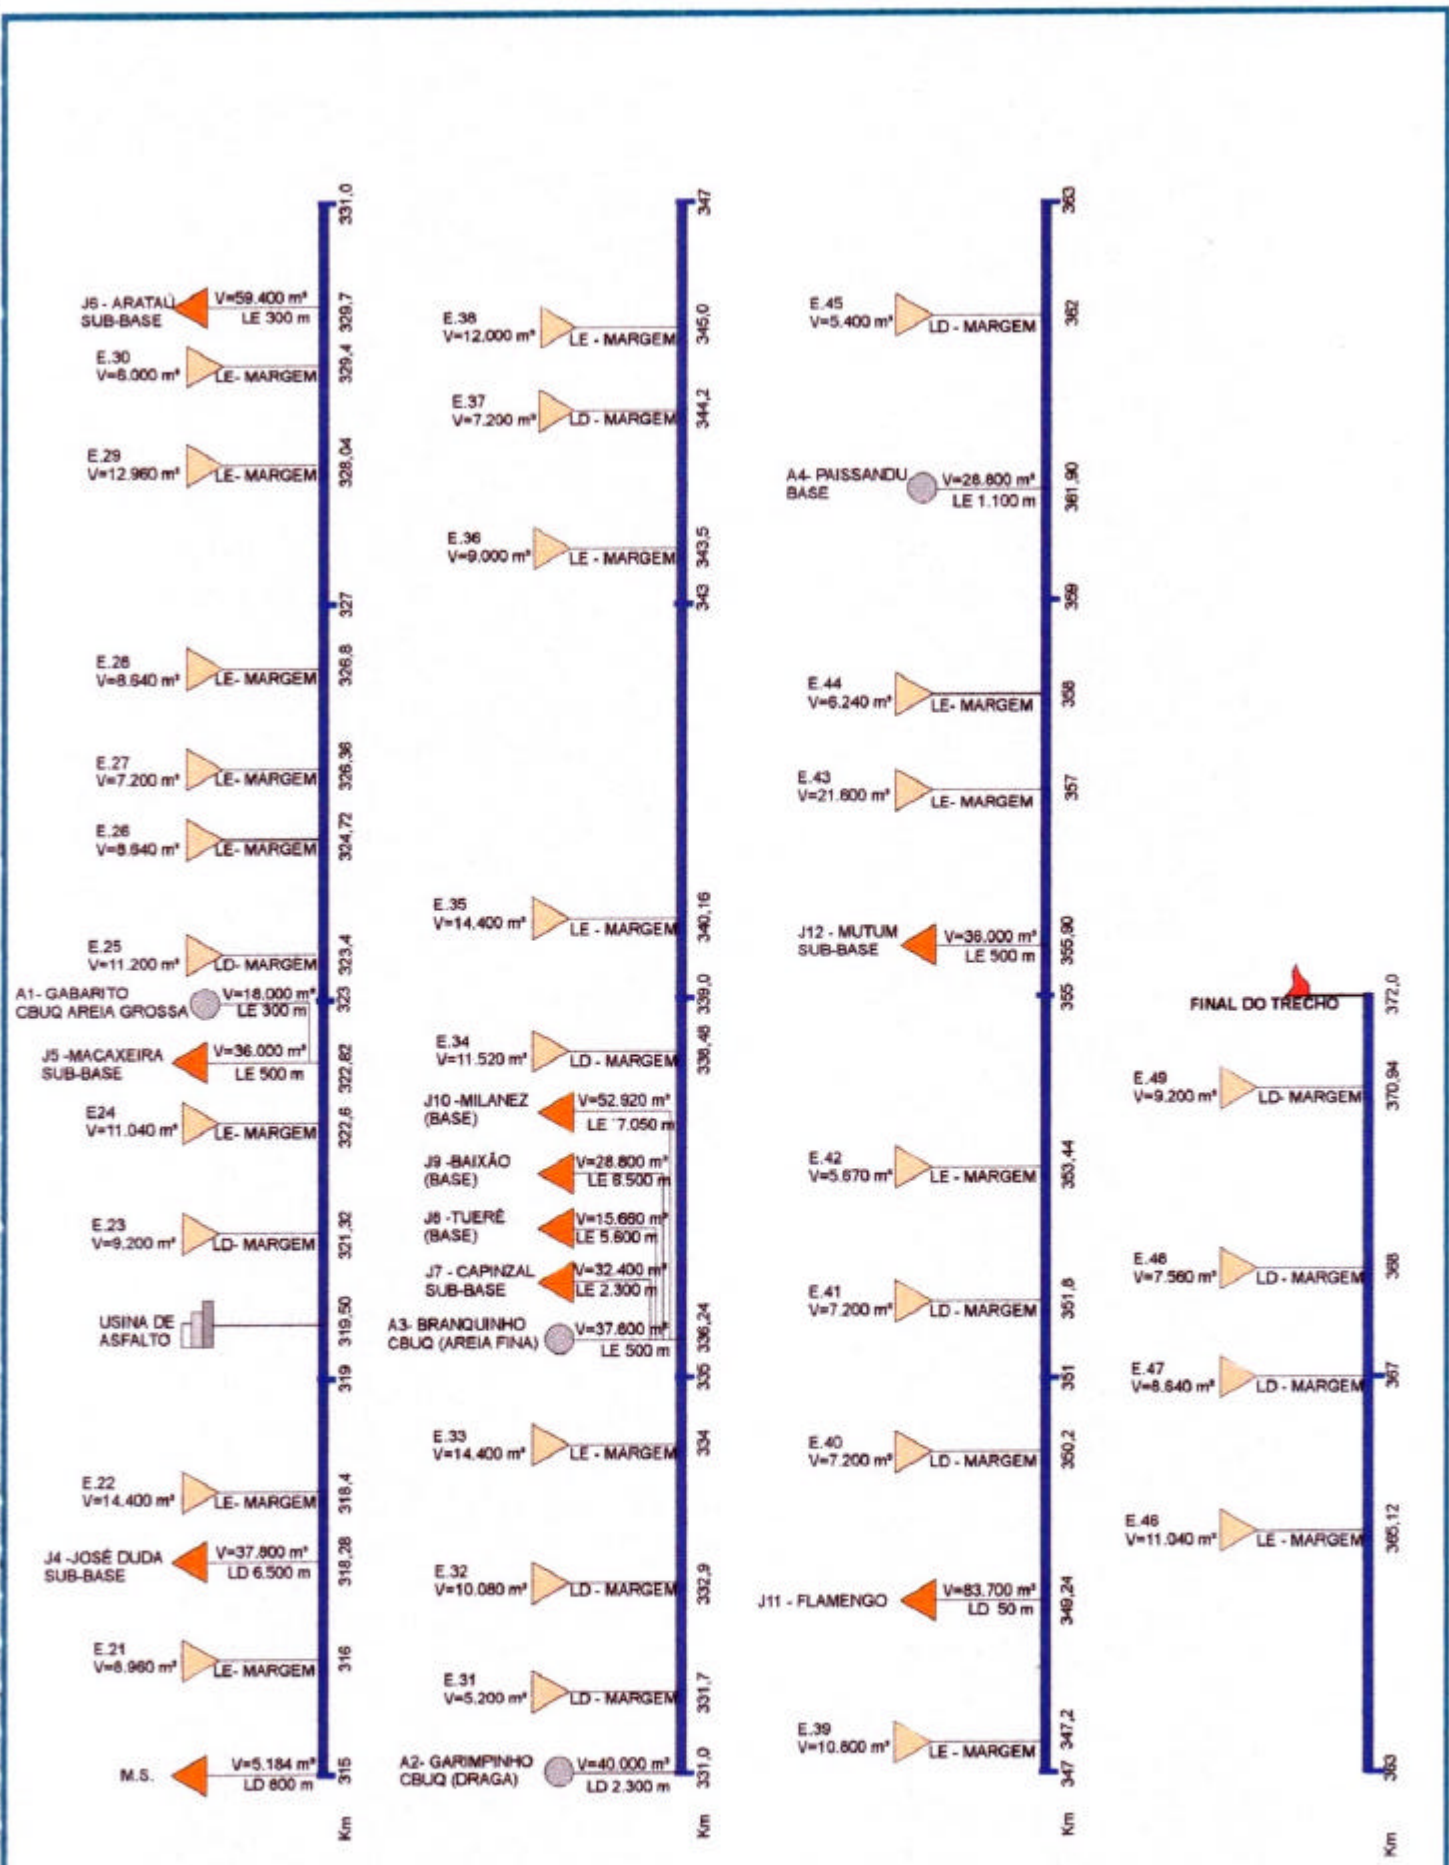 331,0
J6 - ARATAÚ
SUB-BASE
V=59.400 m³
LE 300 m
329,7
E.30
V=6.000 m³
LE- MARGEM
329,4
E.29
V=12.960 m³
LE- MARGEM
328,04
327
E.28
V=8.640 m³
LE- MARGEM
326,8
E.27
V=7.200 m³
LE- MARGEM
326,36
E.26
V=8.640 m³
LE- MARGEM
324,72
E.25
V=11.200 m³
LD- MARGEM
323,4
A1- GABARITO
CBUQ AREIA GROSSA
V=18.000 m³
LE 300 m
323
J5 -MACAXEIRA
SUB-BASE
V=36.000 m³
LE 500 m
322,82
E24
V=11.040 m³
LE- MARGEM
322,6
E.23
V=9.200 m³
LD- MARGEM
321,32
USINA DE
ASFALTO
319,50
319
E.22
V=14.400 m³
LE- MARGEM
318,4
J4 -JOSÉ DUDA
SUB-BASE
V=37.800 m³
LD 6.500 m
318,28
E.21
V=8.960 m³
LE- MARGEM
316
M.S.
V=5.184 m³
LD 800 m
315
Km
347
E.38
V=12.000 m³
LE - MARGEM
345,0
E.37
V=7.200 m³
LD - MARGEM
344,2
E.36
V=9.000 m³
LE - MARGEM
343,5
343
E.35
V=14.400 m³
LE - MARGEM
340,16
339,0
E.34
V=11.520 m³
LD - MARGEM
338,48
J10 -MILANEZ
(BASE)
V=52.920 m³
LE 7.050 m
J9 -BAIXÃO
(BASE)
V=28.800 m³
LE 6.500 m
J8 -TUERÊ
(BASE)
V=15.660 m³
LE 5.600 m
J7 - CAPINZAL
SUB-BASE
V=32.400 m³
LE 2.300 m
A3- BRANQUINHO
CBUQ (AREIA FINA)
V=37.800 m³
LE 500 m
336,24
335
E.33
V=14.400 m³
LE - MARGEM
334
E.32
V=10.080 m³
LD - MARGEM
332,9
E.31
V=5.200 m³
LD - MARGEM
331,7
A2- GARIMPINHO
CBUQ (DRAGA)
V=40.000 m³
LD 2.300 m
331,0
Km
363
E.45
V=5.400 m³
LD - MARGEM
362
A4- PAISSANDU
BASE
V=28.800 m³
LE 1.100 m
361,90
359
E.44
V=6.240 m³
LE- MARGEM
358
E.43
V=21.600 m³
LE- MARGEM
357
J12 - MUTUM
SUB-BASE
V=36.000 m³
LE 500 m
355,90
355
E.42
V=5.670 m³
LE - MARGEM
353,44
E.41
V=7.200 m³
LD - MARGEM
351,8
351
E.40
V=7.200 m³
LD - MARGEM
350,2
J11 - FLAMENGO
V=83.700 m³
LD 50 m
349,24
E.39
V=10.800 m³
LE - MARGEM
347,2
347
Km
FINAL DO TRECHO
372,0
E.49
V=9.200 m³
LD- MARGEM
370,94
E.48
V=7.560 m³
LD - MARGEM
368
E.47
V=8.640 m³
LD - MARGEM
367
E.46
V=11.040 m³
LE - MARGEM
365,12
363
Km